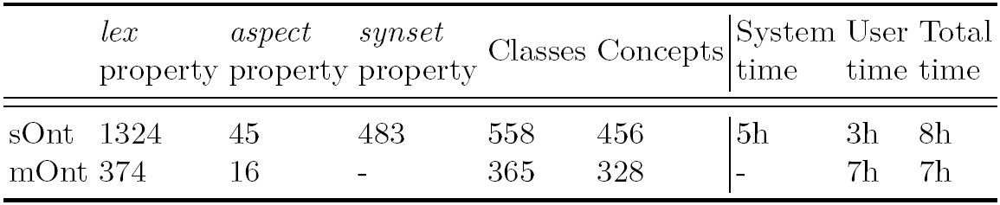 lex aspect synset Classes Concepts System User Total
property property property time time time
sOnt 1324 45 483 558 456 5h 3h 8h
mOnt 374 16 - 365 328 - 7h 7h